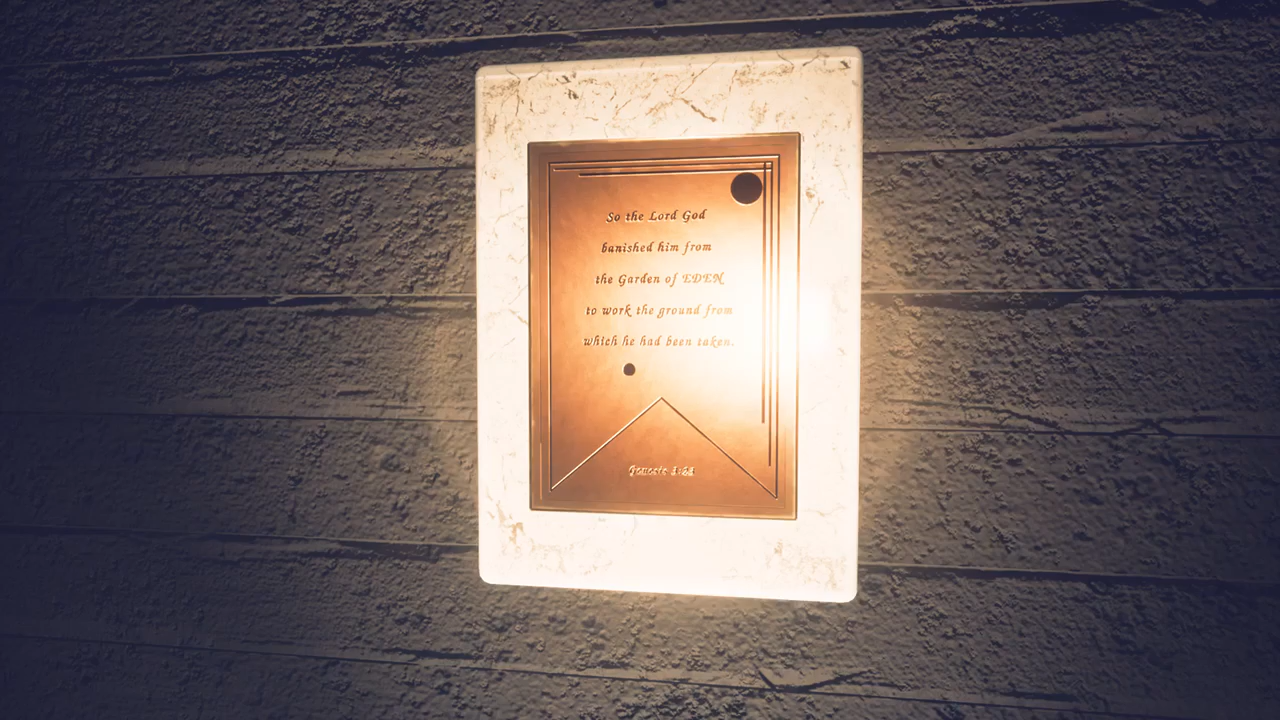 So the Lord God
banished him from
the Garden of EDEN
to work the ground from
which he had been taken.
Genesis